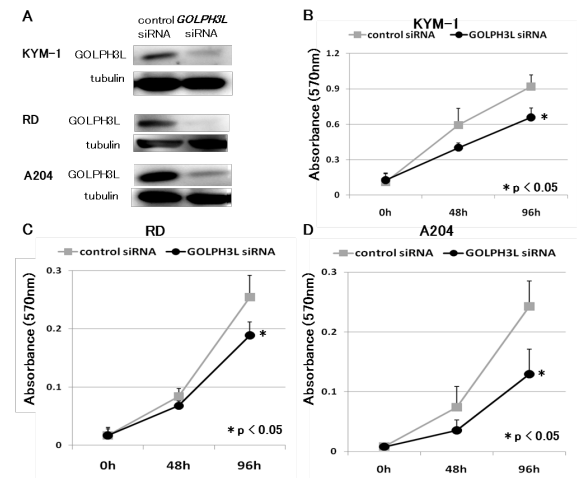 A
control GOLPH3L
siRNA siRNA
KYM-1 GOLPH3L
tubulin
RD GOLPH3L
tubulin
A204 GOLPH3L
tubulin
B
KYM-1
control siRNA GOLPH3L siRNA
Absorbance (570nm)
1.2
0.9
0.6
0.3
0
*
* p < 0.05
0h 48h 96h
C
RD
control siRNA GOLPH3L siRNA
Absorbance (570nm)
0.3
0.2
0.1
0
*
* p < 0.05
0h 48h 96h
D
A204
control siRNA GOLPH3L siRNA
Absorbance (570nm)
0.3
0.2
0.1
0
*
* p < 0.05
0h 48h 96h